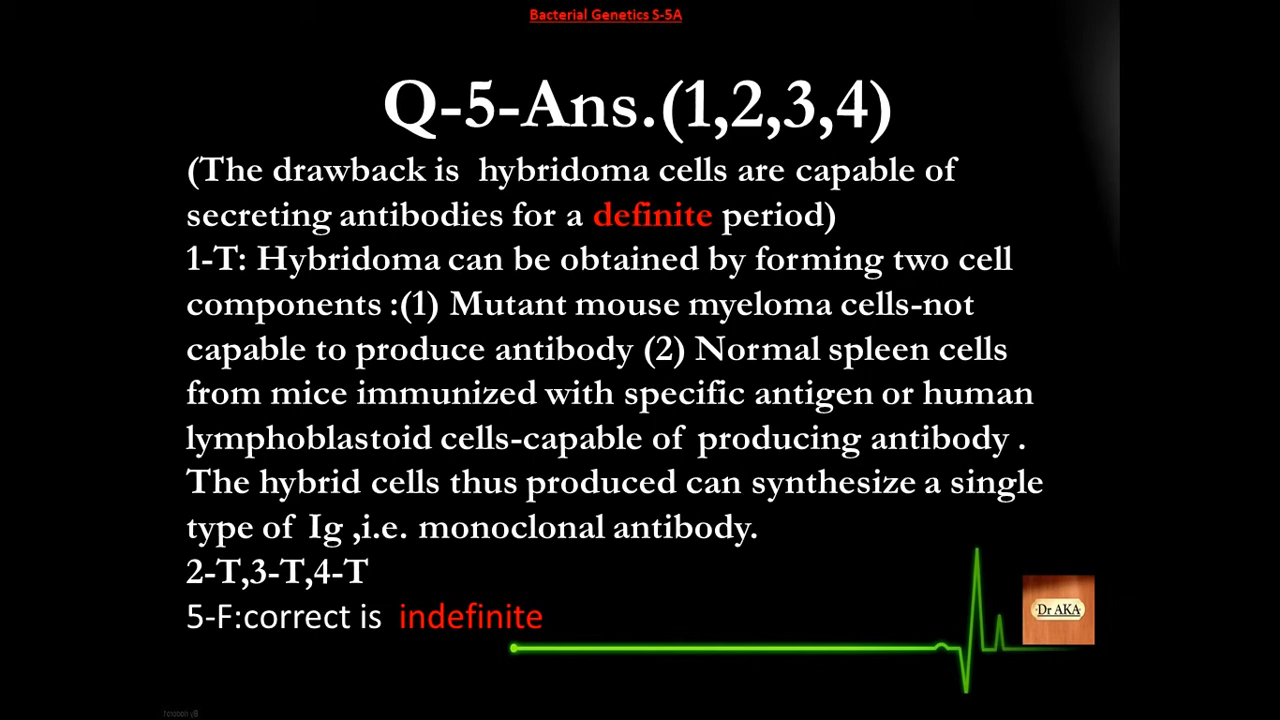 Bacterial Genetics S-5A
Q-5-Ans.(1,2,3,4)
(The drawback is hybridoma cells are capable of
secreting antibodies for a definite period)
1-T: Hybridoma can be obtained by forming two cell
components :(1) Mutant mouse myeloma cells-not
capable to produce antibody (2) Normal spleen cells
from mice immunized with specific antigen or human
lymphoblastoid cells-capable of producing antibody .
The hybrid cells thus produced can synthesize a single
type of Ig ,i.e. monoclonal antibody.
2-T,3-T,4-T
5-F:correct is indefinite
Dr AKA